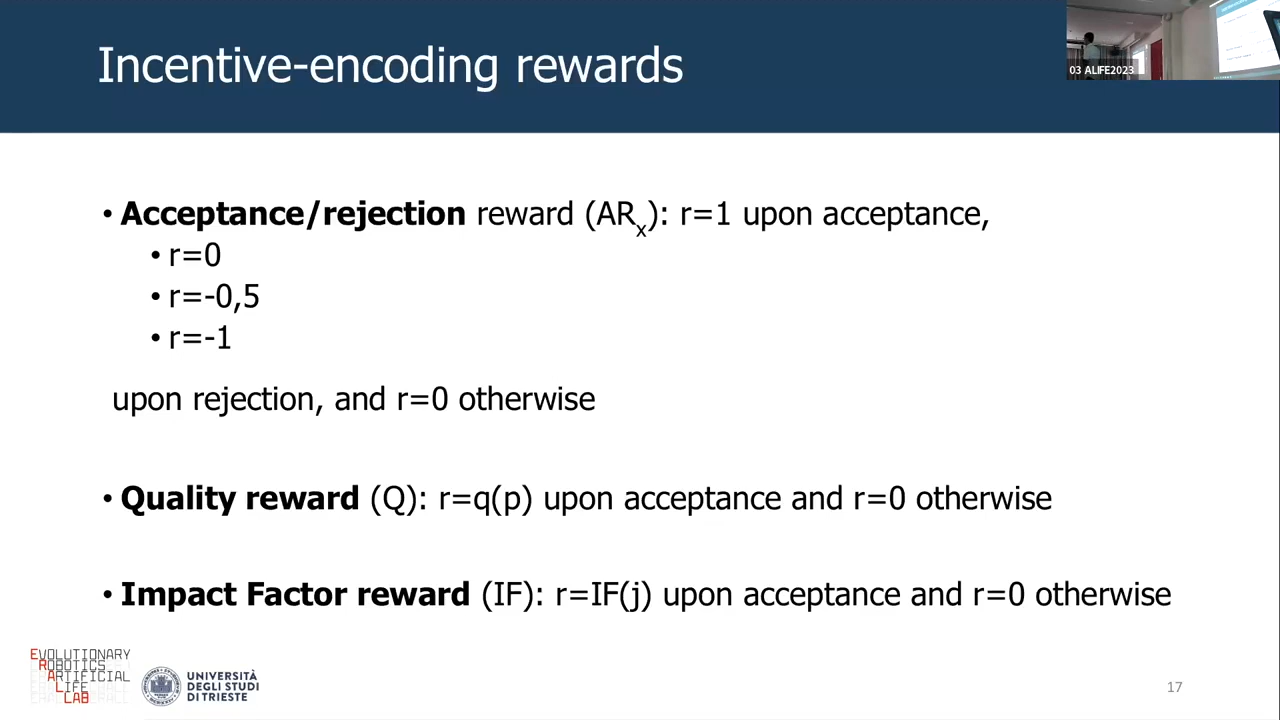 Incentive-encoding rewards
03 ALIFE2023
• Acceptance/rejection reward (ARx): r=1 upon acceptance,
• r=0
• r=-0,5
• r=-1
upon rejection, and r=0 otherwise
• Quality reward (Q): r=q(p) upon acceptance and r=0 otherwise
• Impact Factor reward (IF): r=IF(j) upon acceptance and r=0 otherwise
EVOLUTIONARY
ROBOTICS
ARTIFICIAL
LIFE
LAB
UNIVERSITÀ
DEGLI STUDI
DI TRIESTE
17